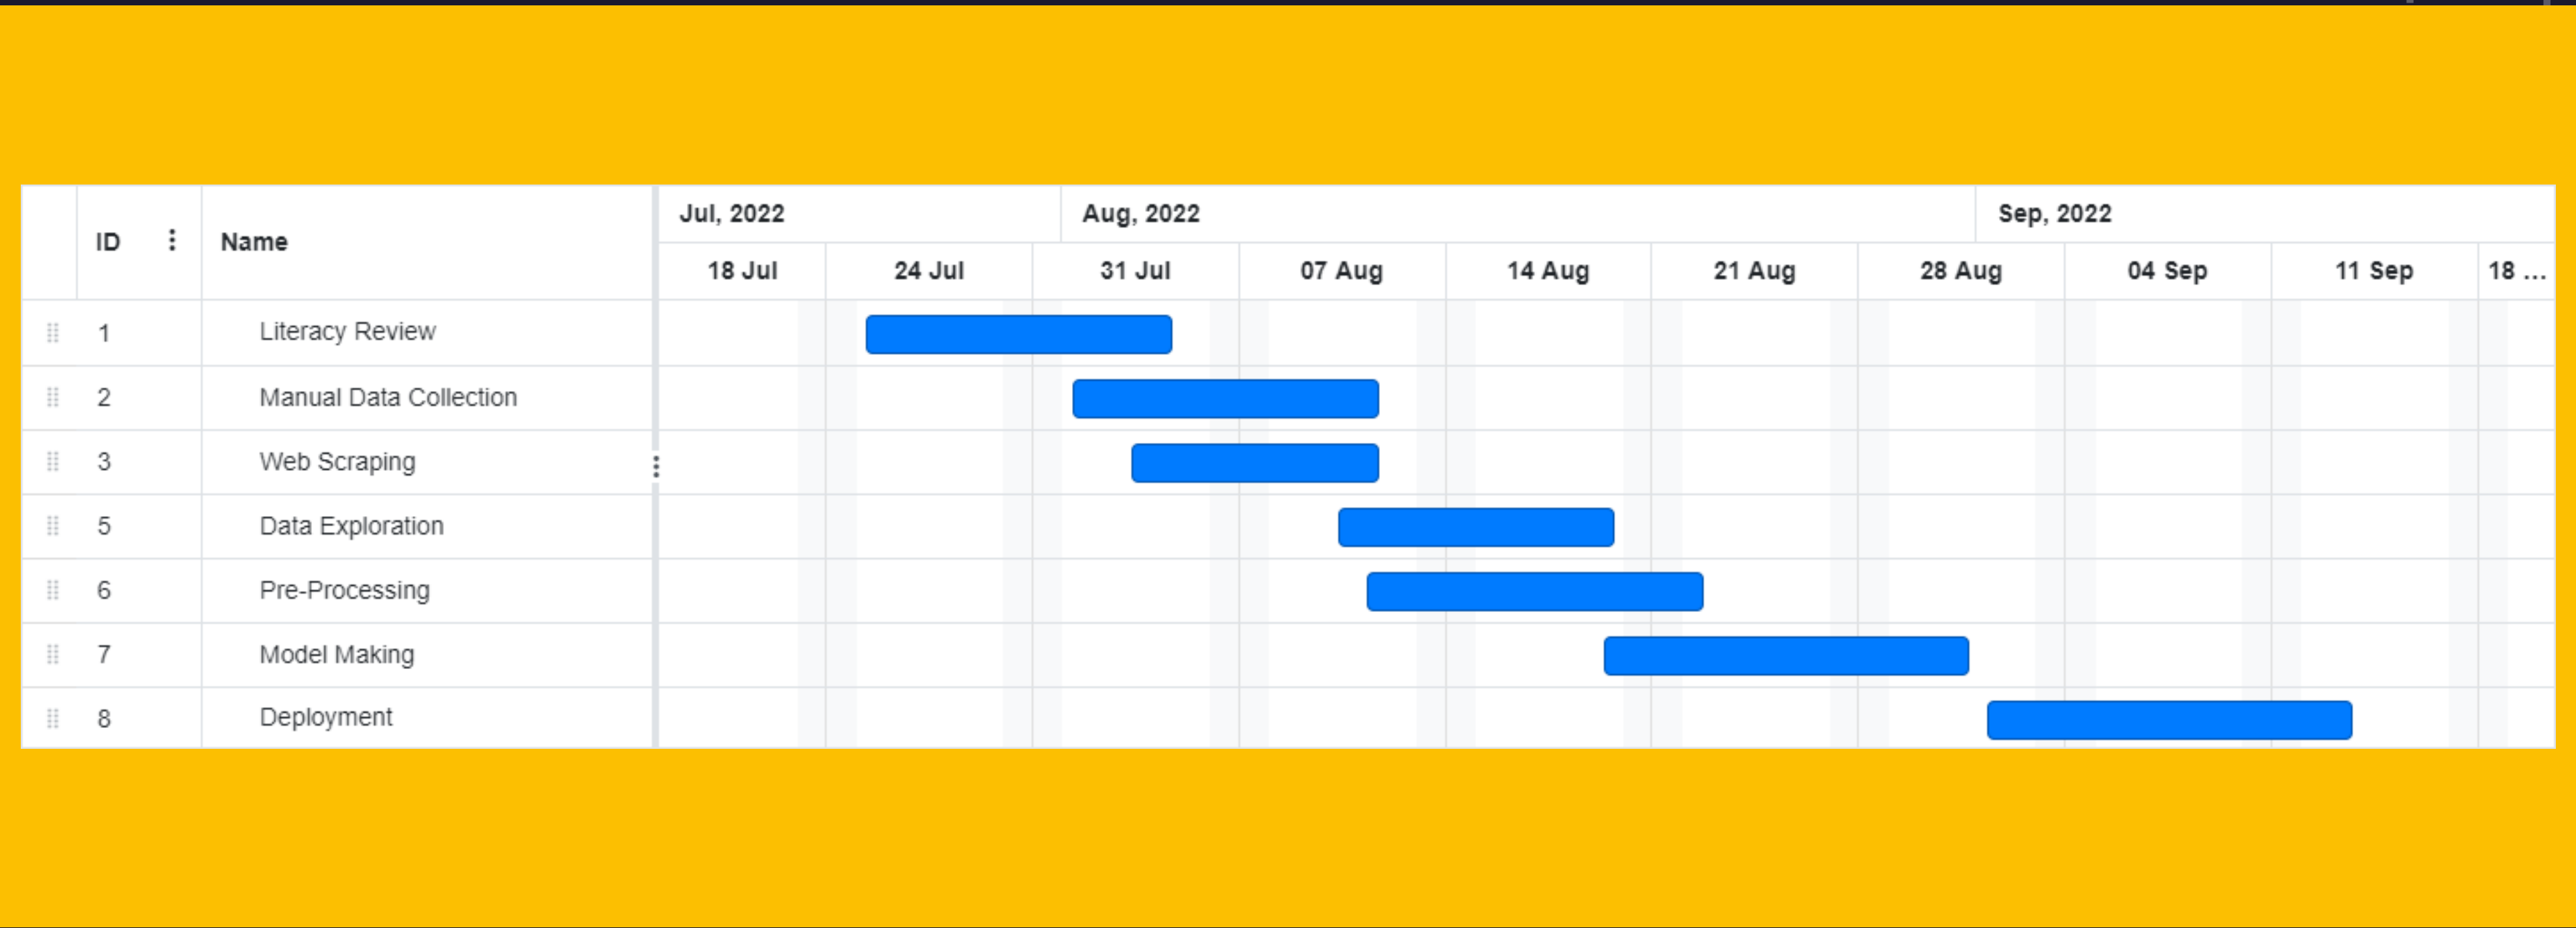 Jul, 2022 Aug, 2022 Sep, 2022
ID Name
18 Jul 24 Jul 31 Jul 07 Aug 14 Aug 21 Aug 28 Aug 04 Sep 11 Sep 18 ...
1 Literacy Review
2 Manual Data Collection
3 Web Scraping
5 Data Exploration
6 Pre-Processing
7 Model Making
8 Deployment